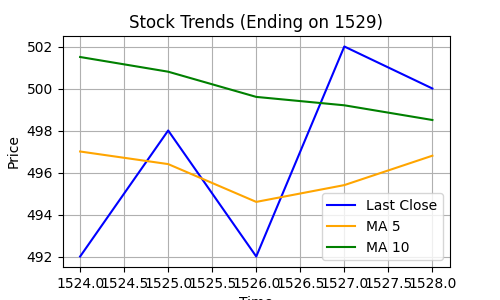 Stock Trends (Ending on 1529)
502
500
498
496
494
492
Price
Last Close
MA 5
MA 10
1524.0 1524.5 1525.0 1525.5 1526.0 1526.5 1527.0 1527.5 1528.0
Time